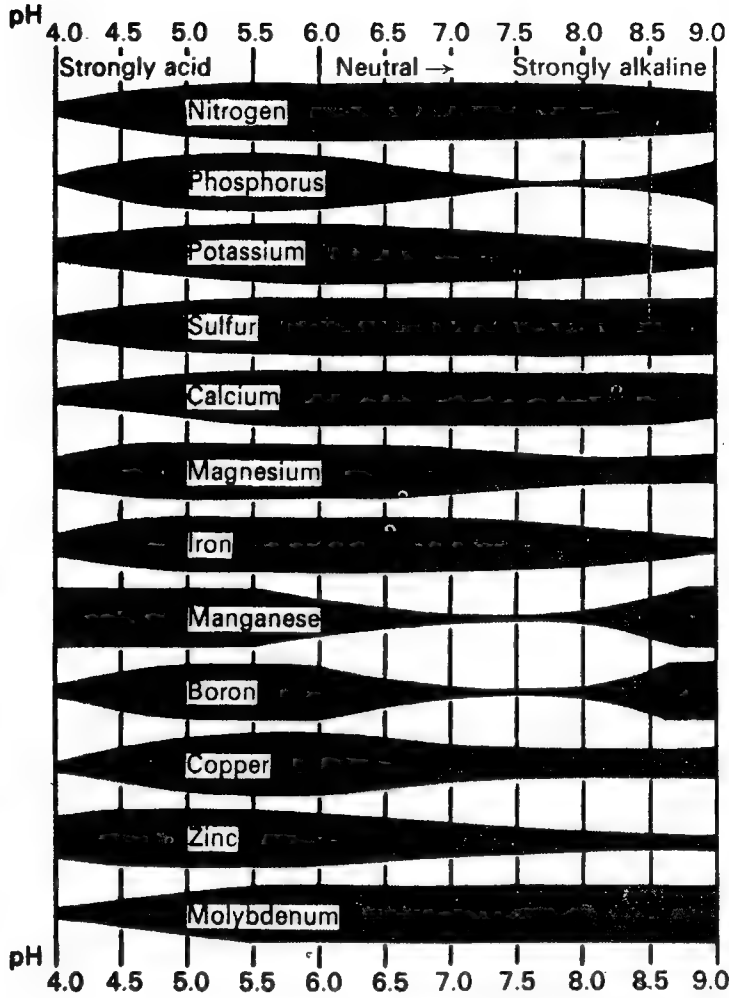 pH
4.0 4.5 5.0 5.5 6.0 6.5 7.0 7.5 8.0 8.5 9.0
Strongly acid Neutral → Strongly alkaline
Nitrogen
Phosphorus
Potassium
Sulfur
Calcium
Magnesium
Iron
Manganese
Boron
Copper
Zinc
Molybdenum
pH
4.0 4.5 5.0 5.5 6.0 6.5 7.0 7.5 8.0 8.5 9.0